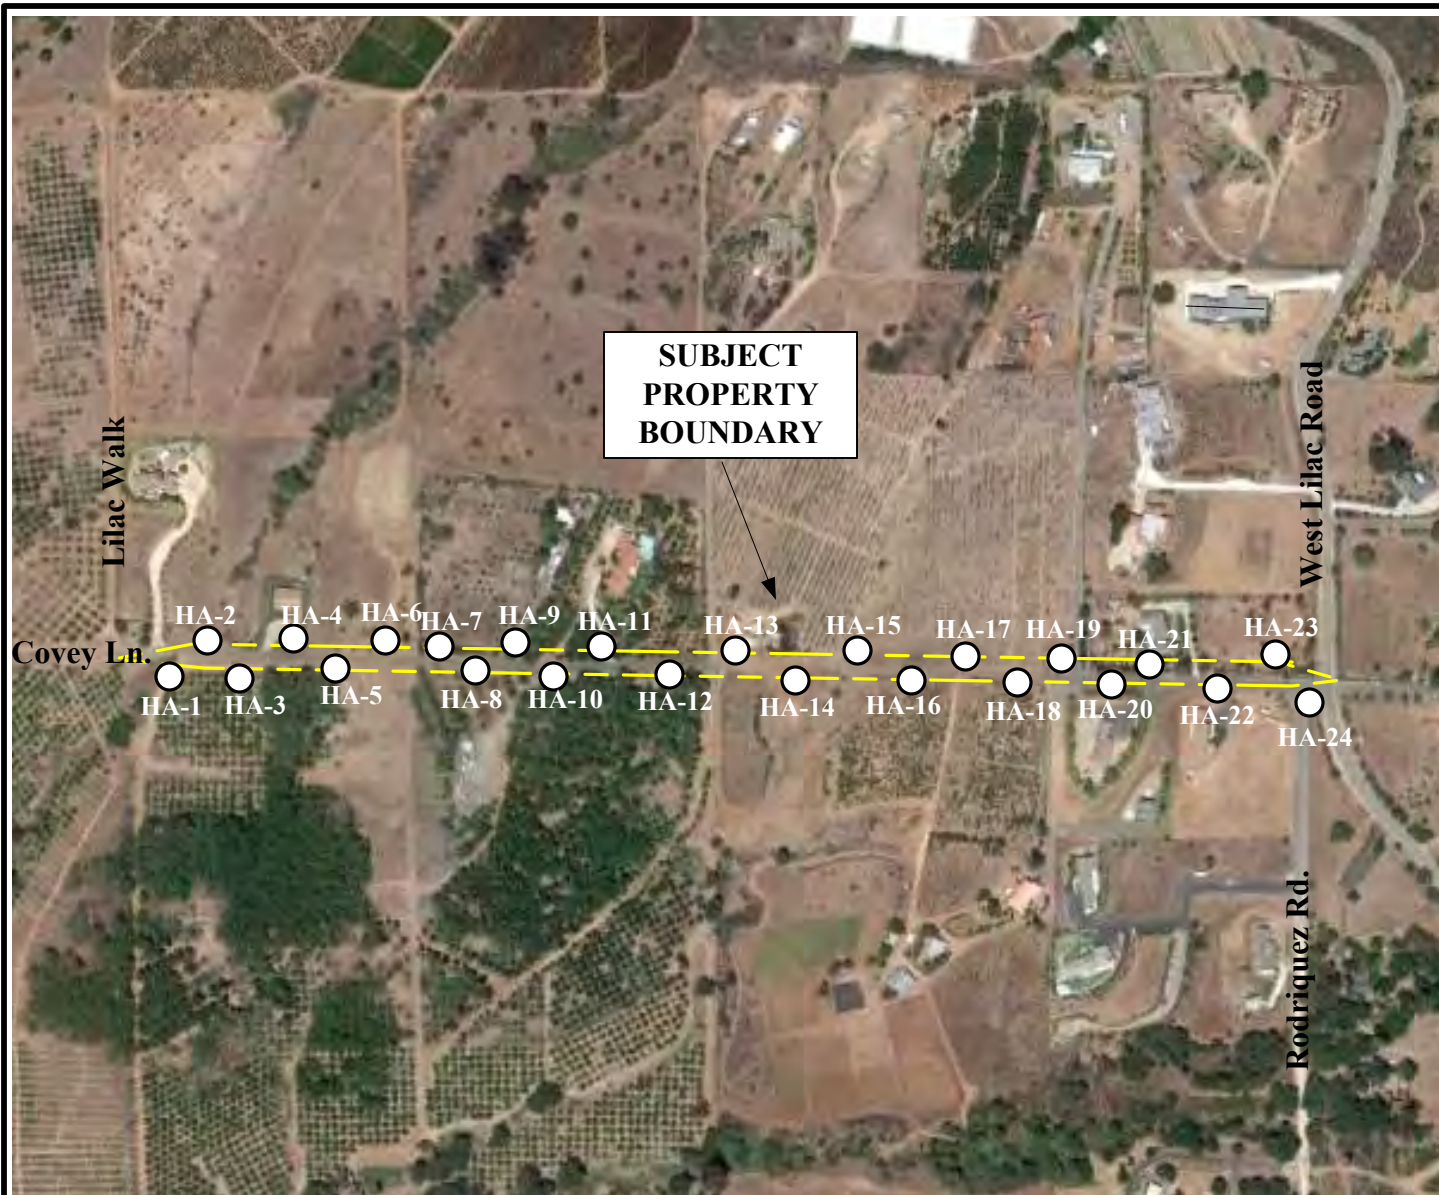 SUBJECT
PROPERTY
BOUNDARY
Lilac Walk
West Lilac Road
HA-2
HA-4
HA-6
HA-7
HA-9
HA-11
HA-13
HA-15
HA-17
HA-19
HA-21
HA-23
Covey Ln.
HA-1
HA-3
HA-5
HA-8
HA-10
HA-12
HA-14
HA-16
HA-18
HA-20
HA-22
HA-24
Rodriquez Rd.